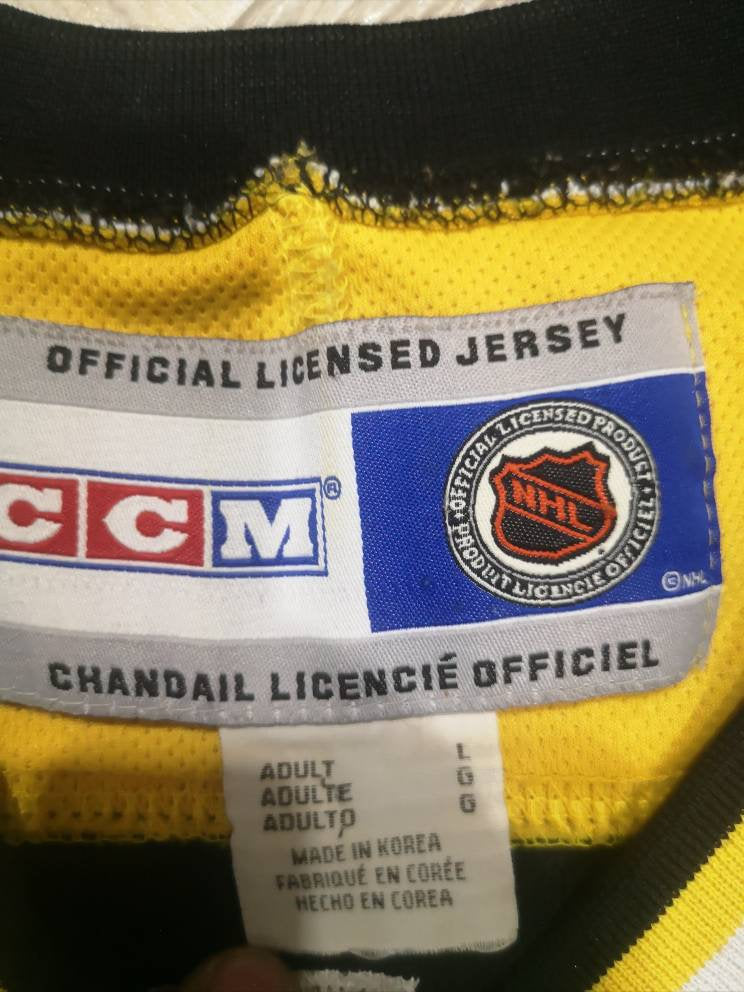 OFFICIAL LICENSED JERSEY
CCM®
OFFICIAL LICENSED PRODUCT
NHL
PRODUIT LICENCIE OFFICIEL
© NHL
CHANDAIL LICENCIÉ OFFICIEL
ADULT L
ADULTE G
ADULTO G
MADE IN KOREA
FABRIQUÉ EN CORÉE
HECHO EN COREA